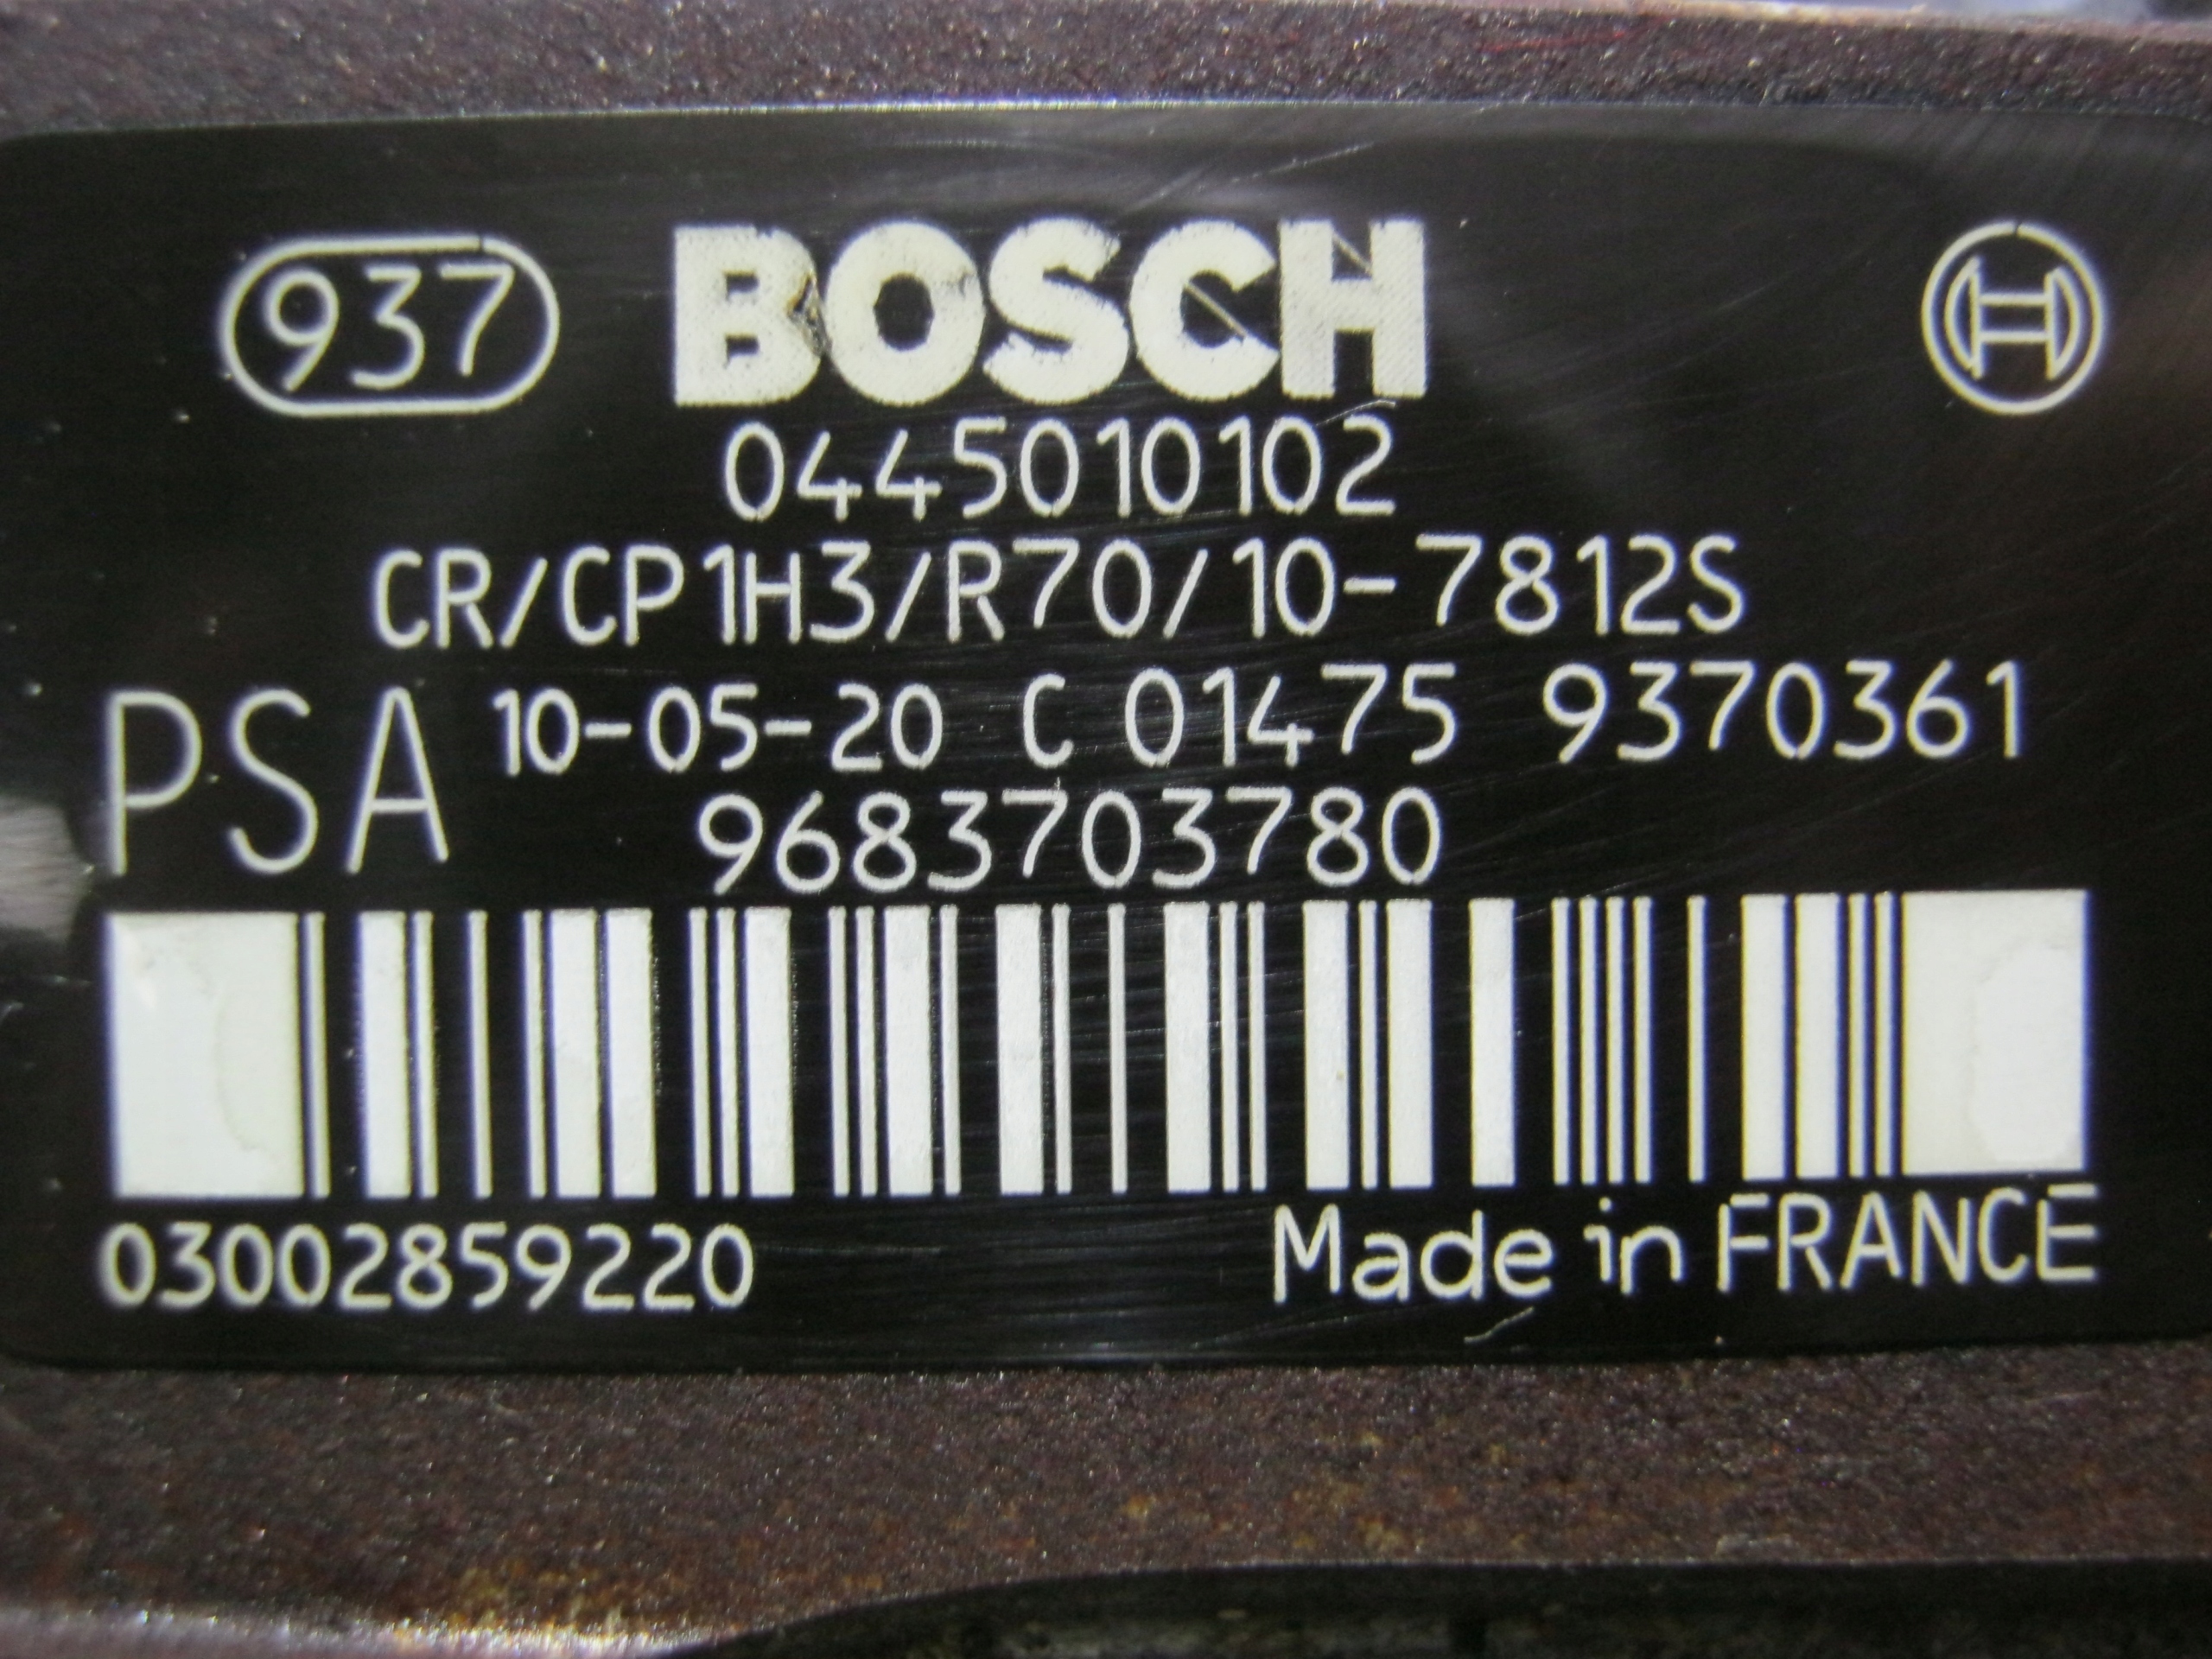 937 BOSCH
0445010102
CR/CP1H3/R70/10-7812S
PSA 10-05-20 C 01475 9370361
9683703780
03002859220 Made in FRANCE